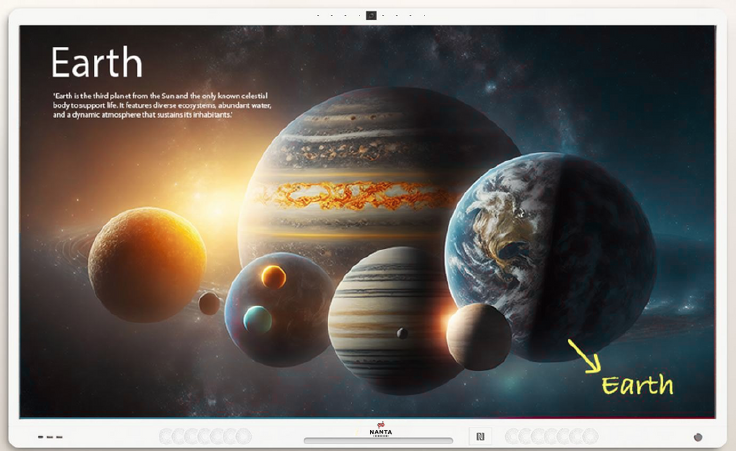 Earth
'Earth is the third planet from the Sun and the only known celestial
body to support life. It features diverse ecosystems, abundant water,
and a dynamic atmosphere that sustains its inhabitants.'
Earth
NANTA